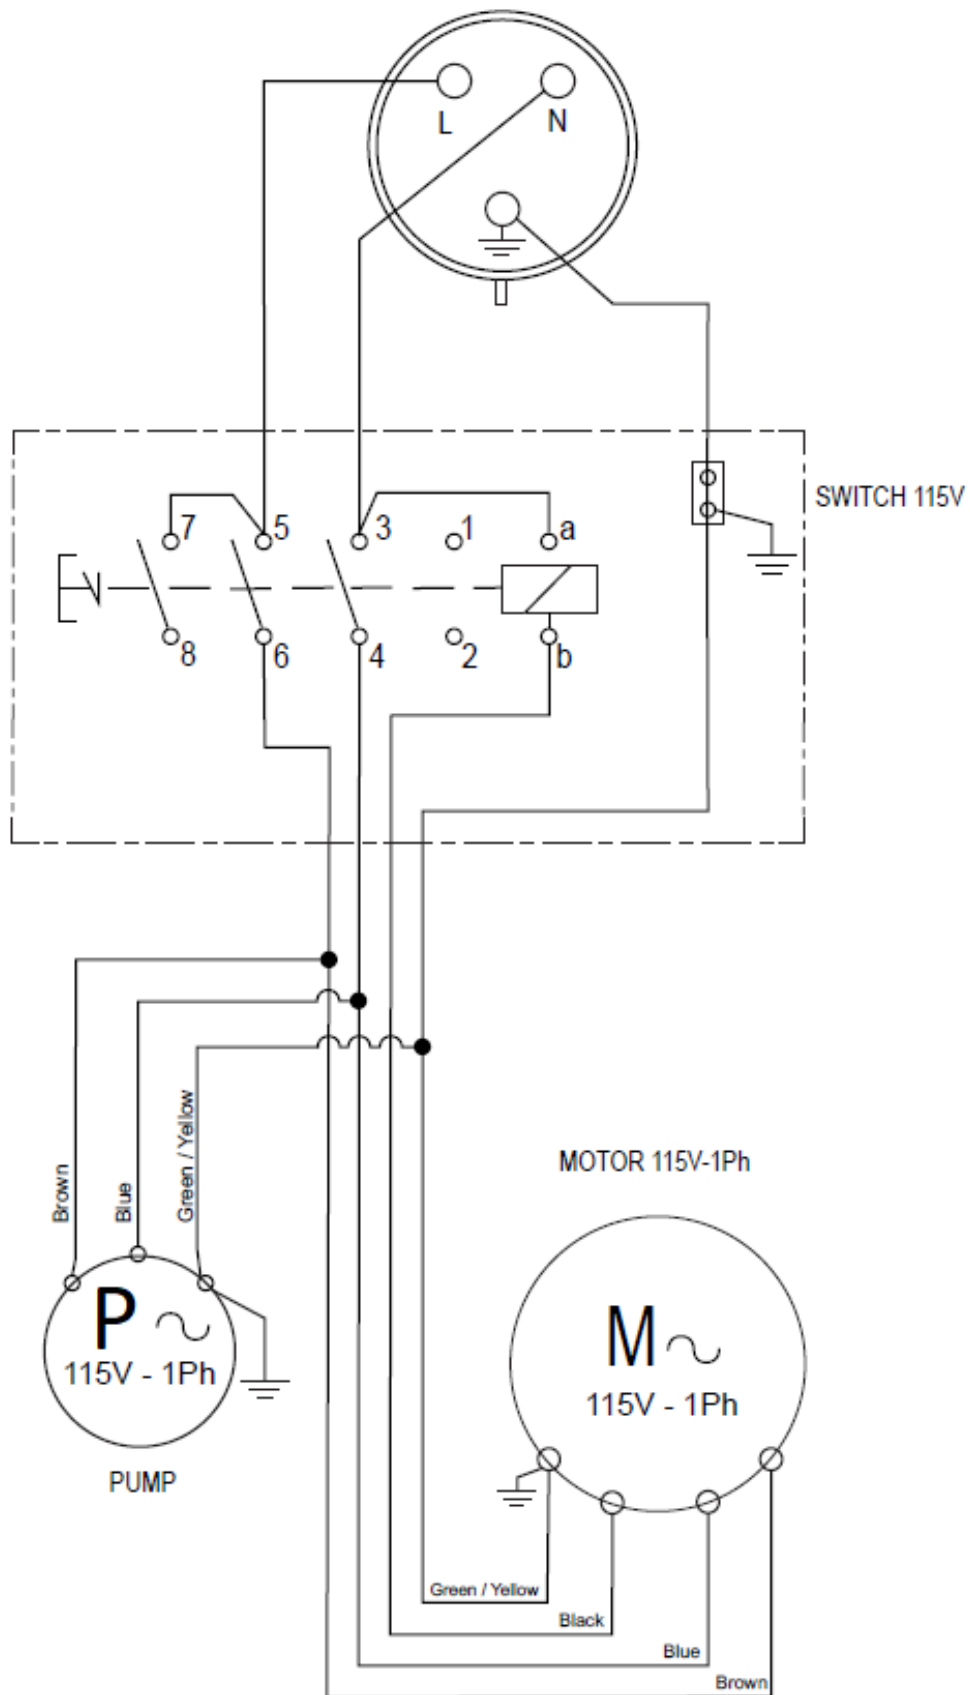 L
N
SWITCH 115V
7
5
3
1
a
8
6
4
2
b
Brown
Blue
Green / Yellow
MOTOR 115V-1Ph
P
115V - 1Ph
PUMP
M
115V - 1Ph
Green / Yellow
Black
Blue
Brown